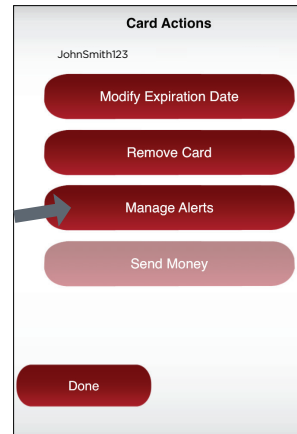 Card Actions
JohnSmith123
Modify Expiration Date
Remove Card
Manage Alerts
Send Money
Done